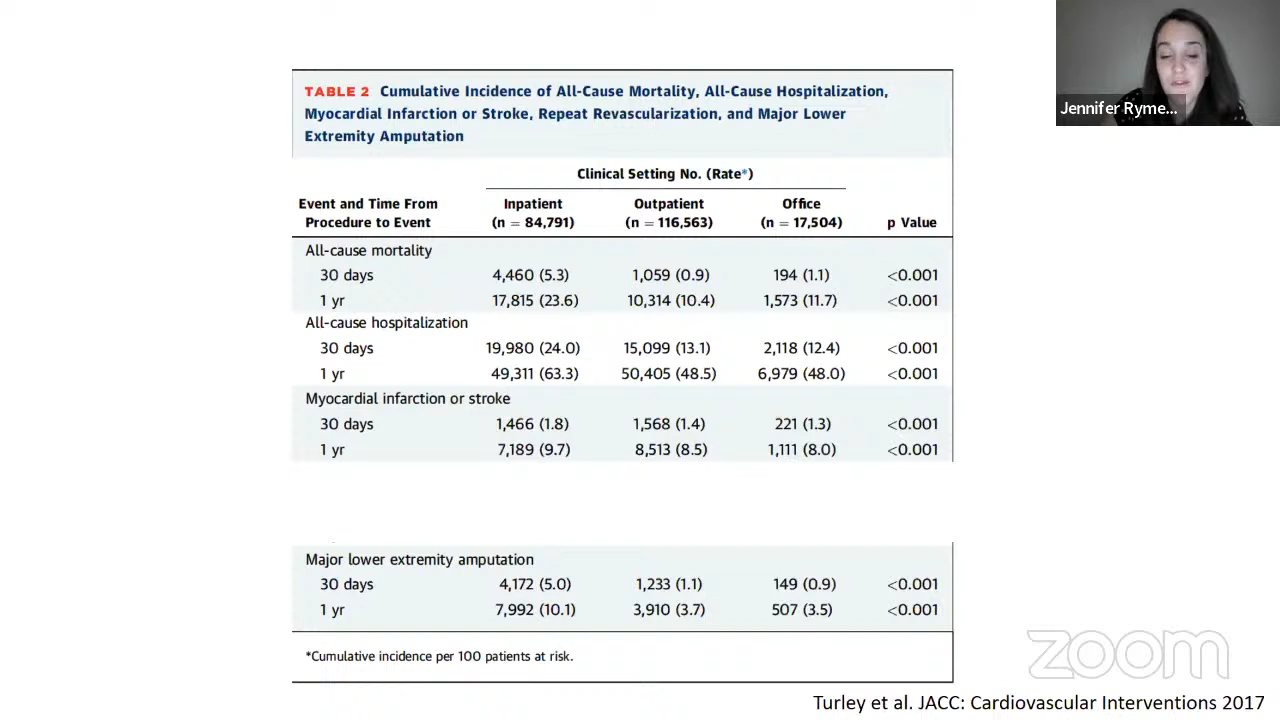 Jennifer Ryme...
TABLE 2 Cumulative Incidence of All-Cause Mortality, All-Cause Hospitalization,
Myocardial Infarction or Stroke, Repeat Revascularization, and Major Lower
Extremity Amputation
Clinical Setting No. (Rate*)
Event and Time From Inpatient Outpatient Office
Procedure to Event (n = 84,791) (n = 116,563) (n = 17,504) p Value
All-cause mortality
30 days 4,460 (5.3) 1,059 (0.9) 194 (1.1) <0.001
1 yr 17,815 (23.6) 10,314 (10.4) 1,573 (11.7) <0.001
All-cause hospitalization
30 days 19,980 (24.0) 15,099 (13.1) 2,118 (12.4) <0.001
1 yr 49,311 (63.3) 50,405 (48.5) 6,979 (48.0) <0.001
Myocardial infarction or stroke
30 days 1,466 (1.8) 1,568 (1.4) 221 (1.3) <0.001
1 yr 7,189 (9.7) 8,513 (8.5) 1,111 (8.0) <0.001
Major lower extremity amputation
30 days 4,172 (5.0) 1,233 (1.1) 149 (0.9) <0.001
1 yr 7,992 (10.1) 3,910 (3.7) 507 (3.5) <0.001
*Cumulative incidence per 100 patients at risk.
zoom
Turley et al. JACC: Cardiovascular Interventions 2017